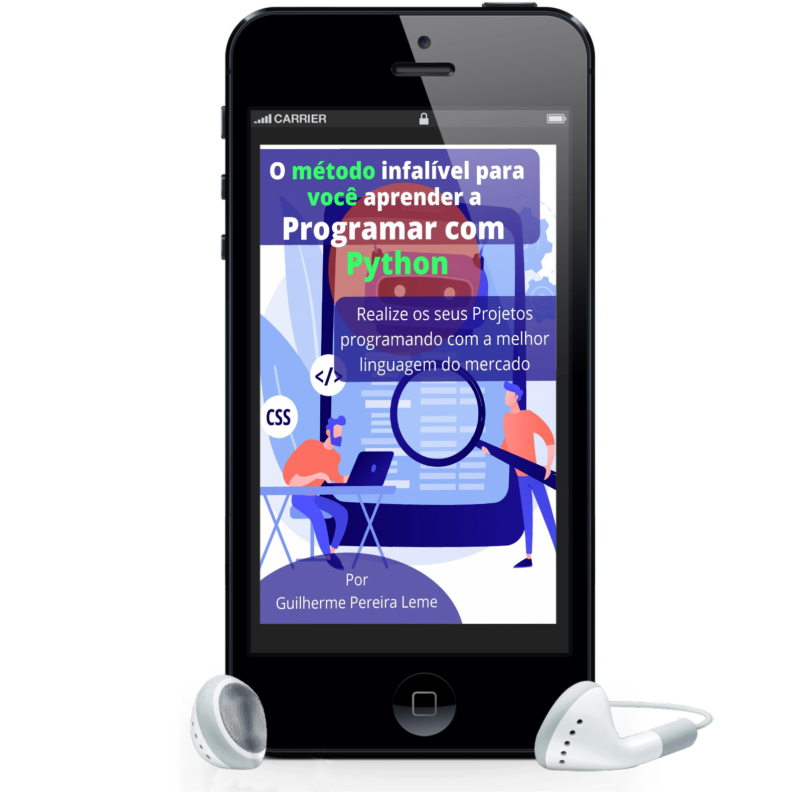 CARRIER
O método infalível para
você aprender a
Programar com
Python
Realize os seus Projetos
programando com a melhor
linguagem do mercado
</>
CSS
Por
Guilherme Pereira Leme